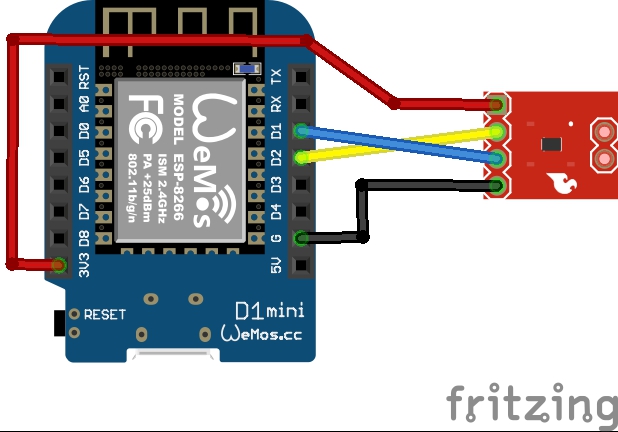 RST
A0
D0
D5
D6
D7
D8
3V3
TX
RX
D1
D2
D3
D4
G
5V
WeMos
MODEL ESP-8266
ISM 2.4GHz
PA +25dBm
802.11b/g/n
FC
RESET
D1 mini
WeMos.cc
fritzing